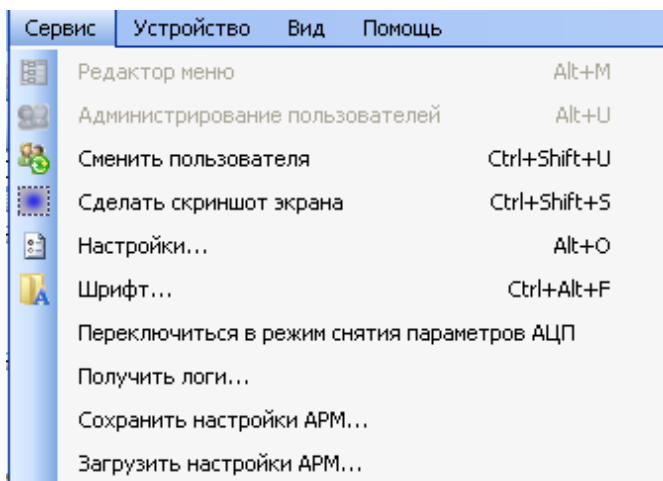 Сервис Устройство Вид Помощь
Редактор меню Alt+M
Администрирование пользователей Alt+U
Сменить пользователя Ctrl+Shift+U
Сделать скриншот экрана Ctrl+Shift+S
Настройки... Alt+O
Шрифт... Ctrl+Alt+F
Переключиться в режим снятия параметров АЦП
Получить логи...
Сохранить настройки АРМ...
Загрузить настройки АРМ...